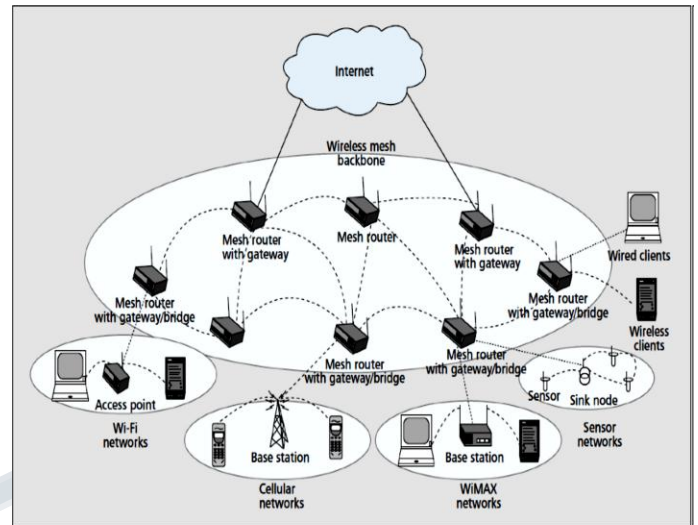 Internet
Wireless mesh
backbone
Mesh router
with gateway
Mesh router
Mesh router
with gateway
Wired clients
Mesh router
with gateway/bridge
Mesh router
with gateway/bridge
Wireless
clients
Mesh router
with gateway/bridge
Mesh router
with gateway/bridge
Access point
Wi-Fi
networks
Base station
Cellular
networks
Base station
WiMAX
networks
Sensor
Sink node
Sensor
networks